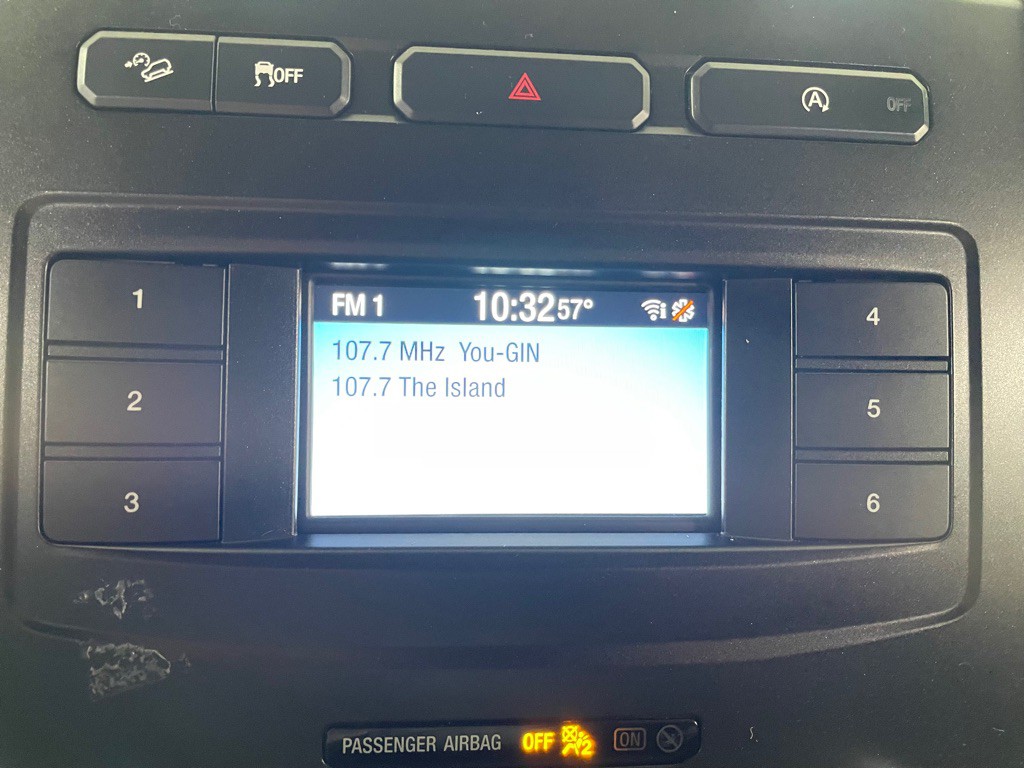 OFF
A OFF
1
4
FM 1 10:32 57°
107.7 MHz You-GIN
107.7 The Island
2
5
3
6
PASSENGER AIRBAG OFF 2 ON